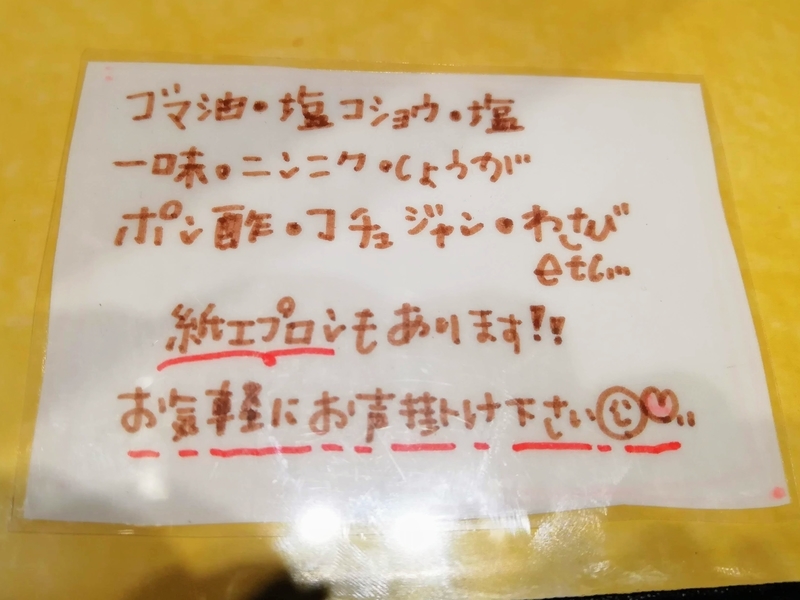 ゴマ油・塩コショウ・塩
一味・ニンニク・しょうが
ポン酢・コチュジャン・わさび
etc...
紙エプロンもあります!!
お気軽にお声掛け下さい